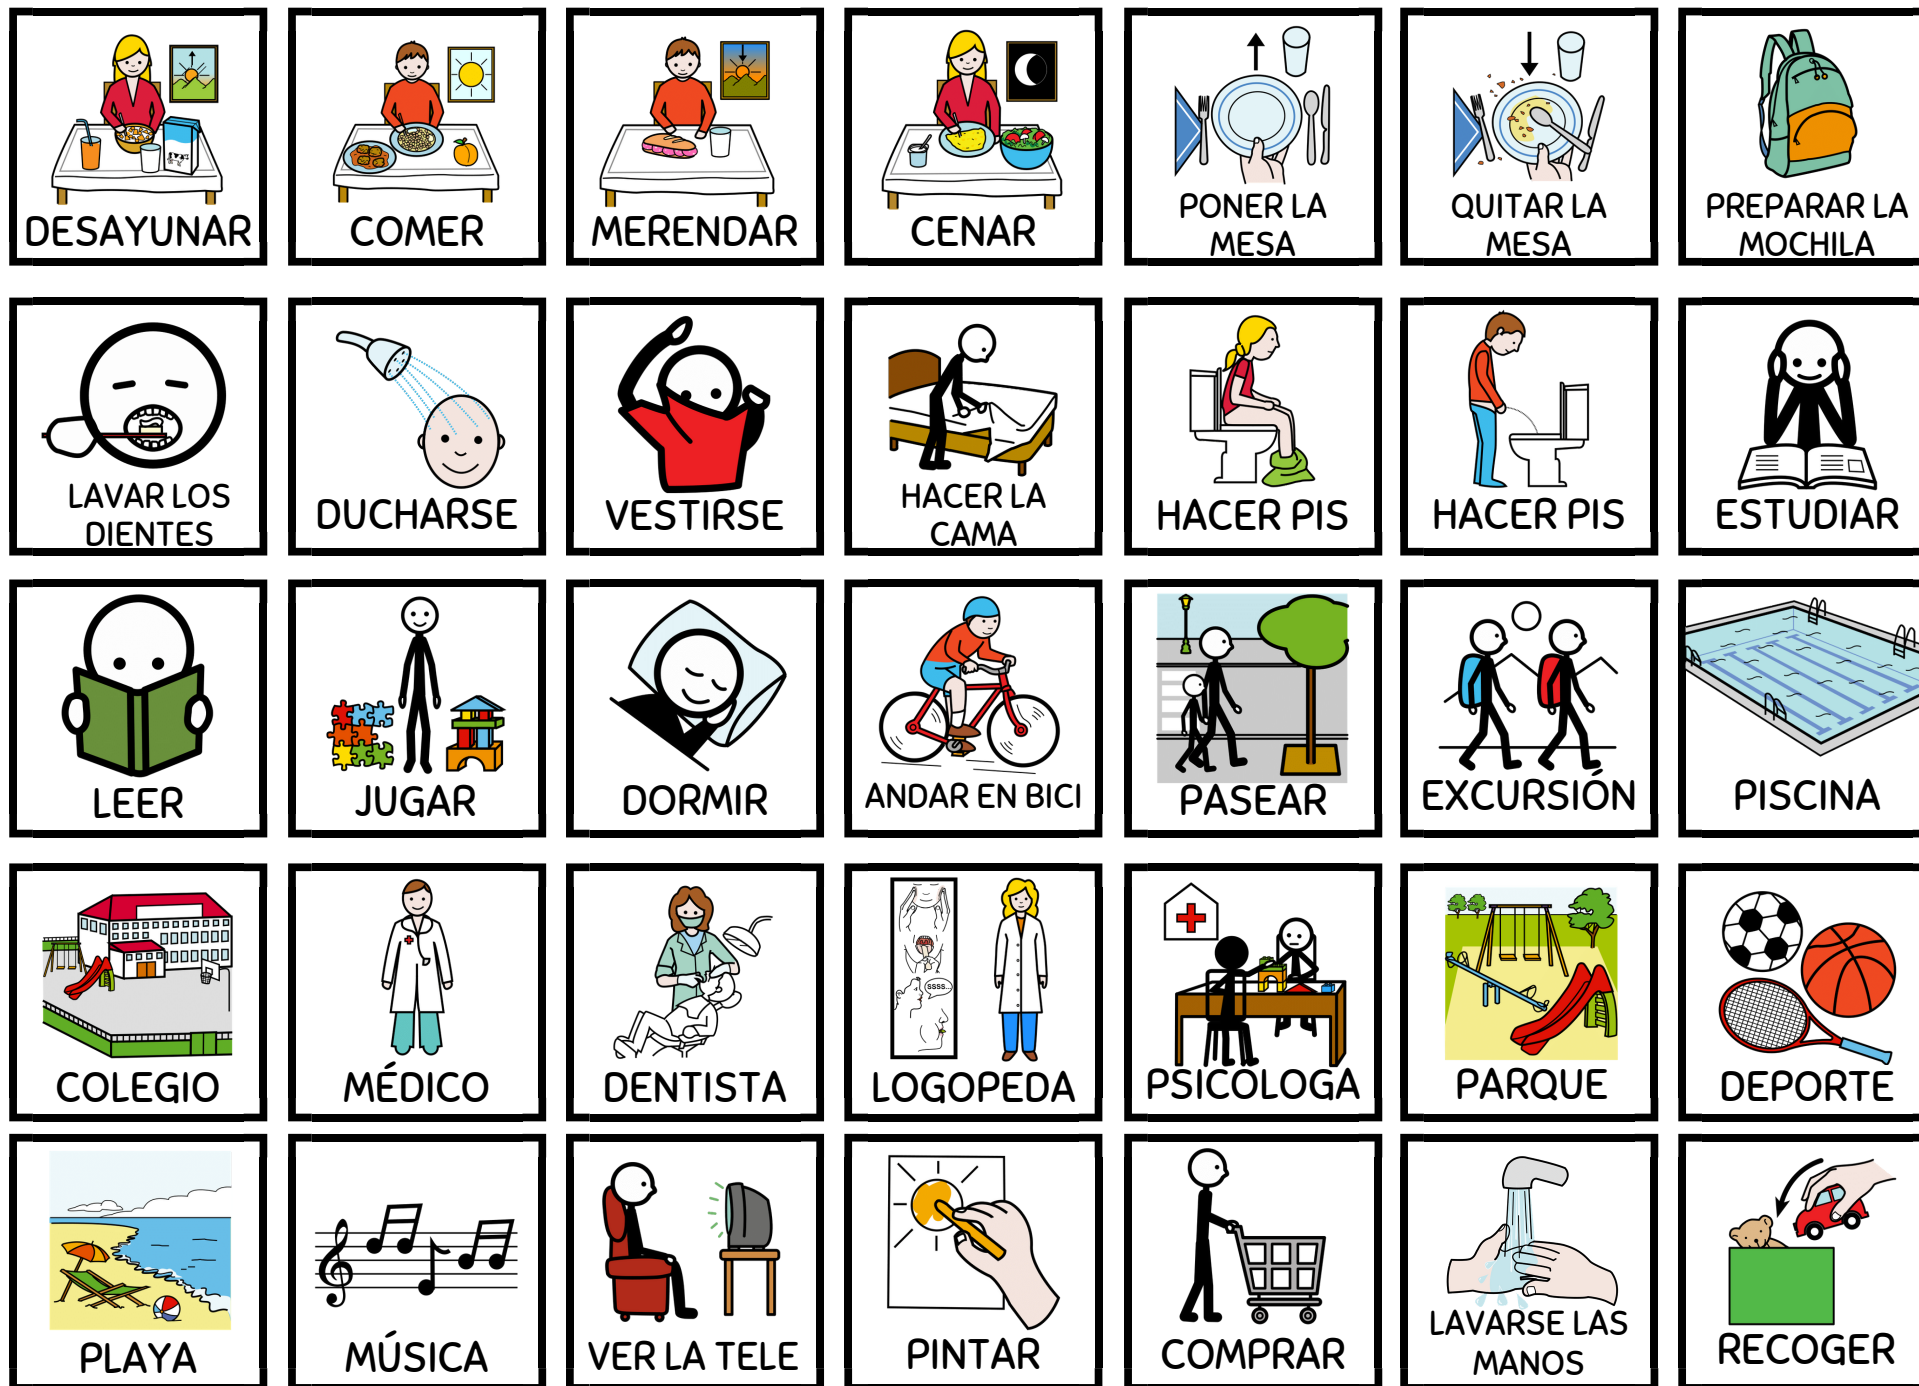 DESAYUNAR
COMER
MERENDAR
CENAR
PONER LA
MESA
QUITAR LA
MESA
PREPARAR LA
MOCHILA
LAVAR LOS
DIENTES
DUCHARSE
VESTIRSE
HACER LA
CAMA
HACER PIS
HACER PIS
ESTUDIAR
LEER
JUGAR
DORMIR
ANDAR EN BICI
PASEAR
EXCURSIÓN
PISCINA
COLEGIO
MÉDICO
DENTISTA
SSSS...
LOGOPEDA
PSICÓLOGA
PARQUE
DEPORTE
PLAYA
MÚSICA
VER LA TELE
PINTAR
COMPRAR
LAVARSE LAS
MANOS
RECOGER